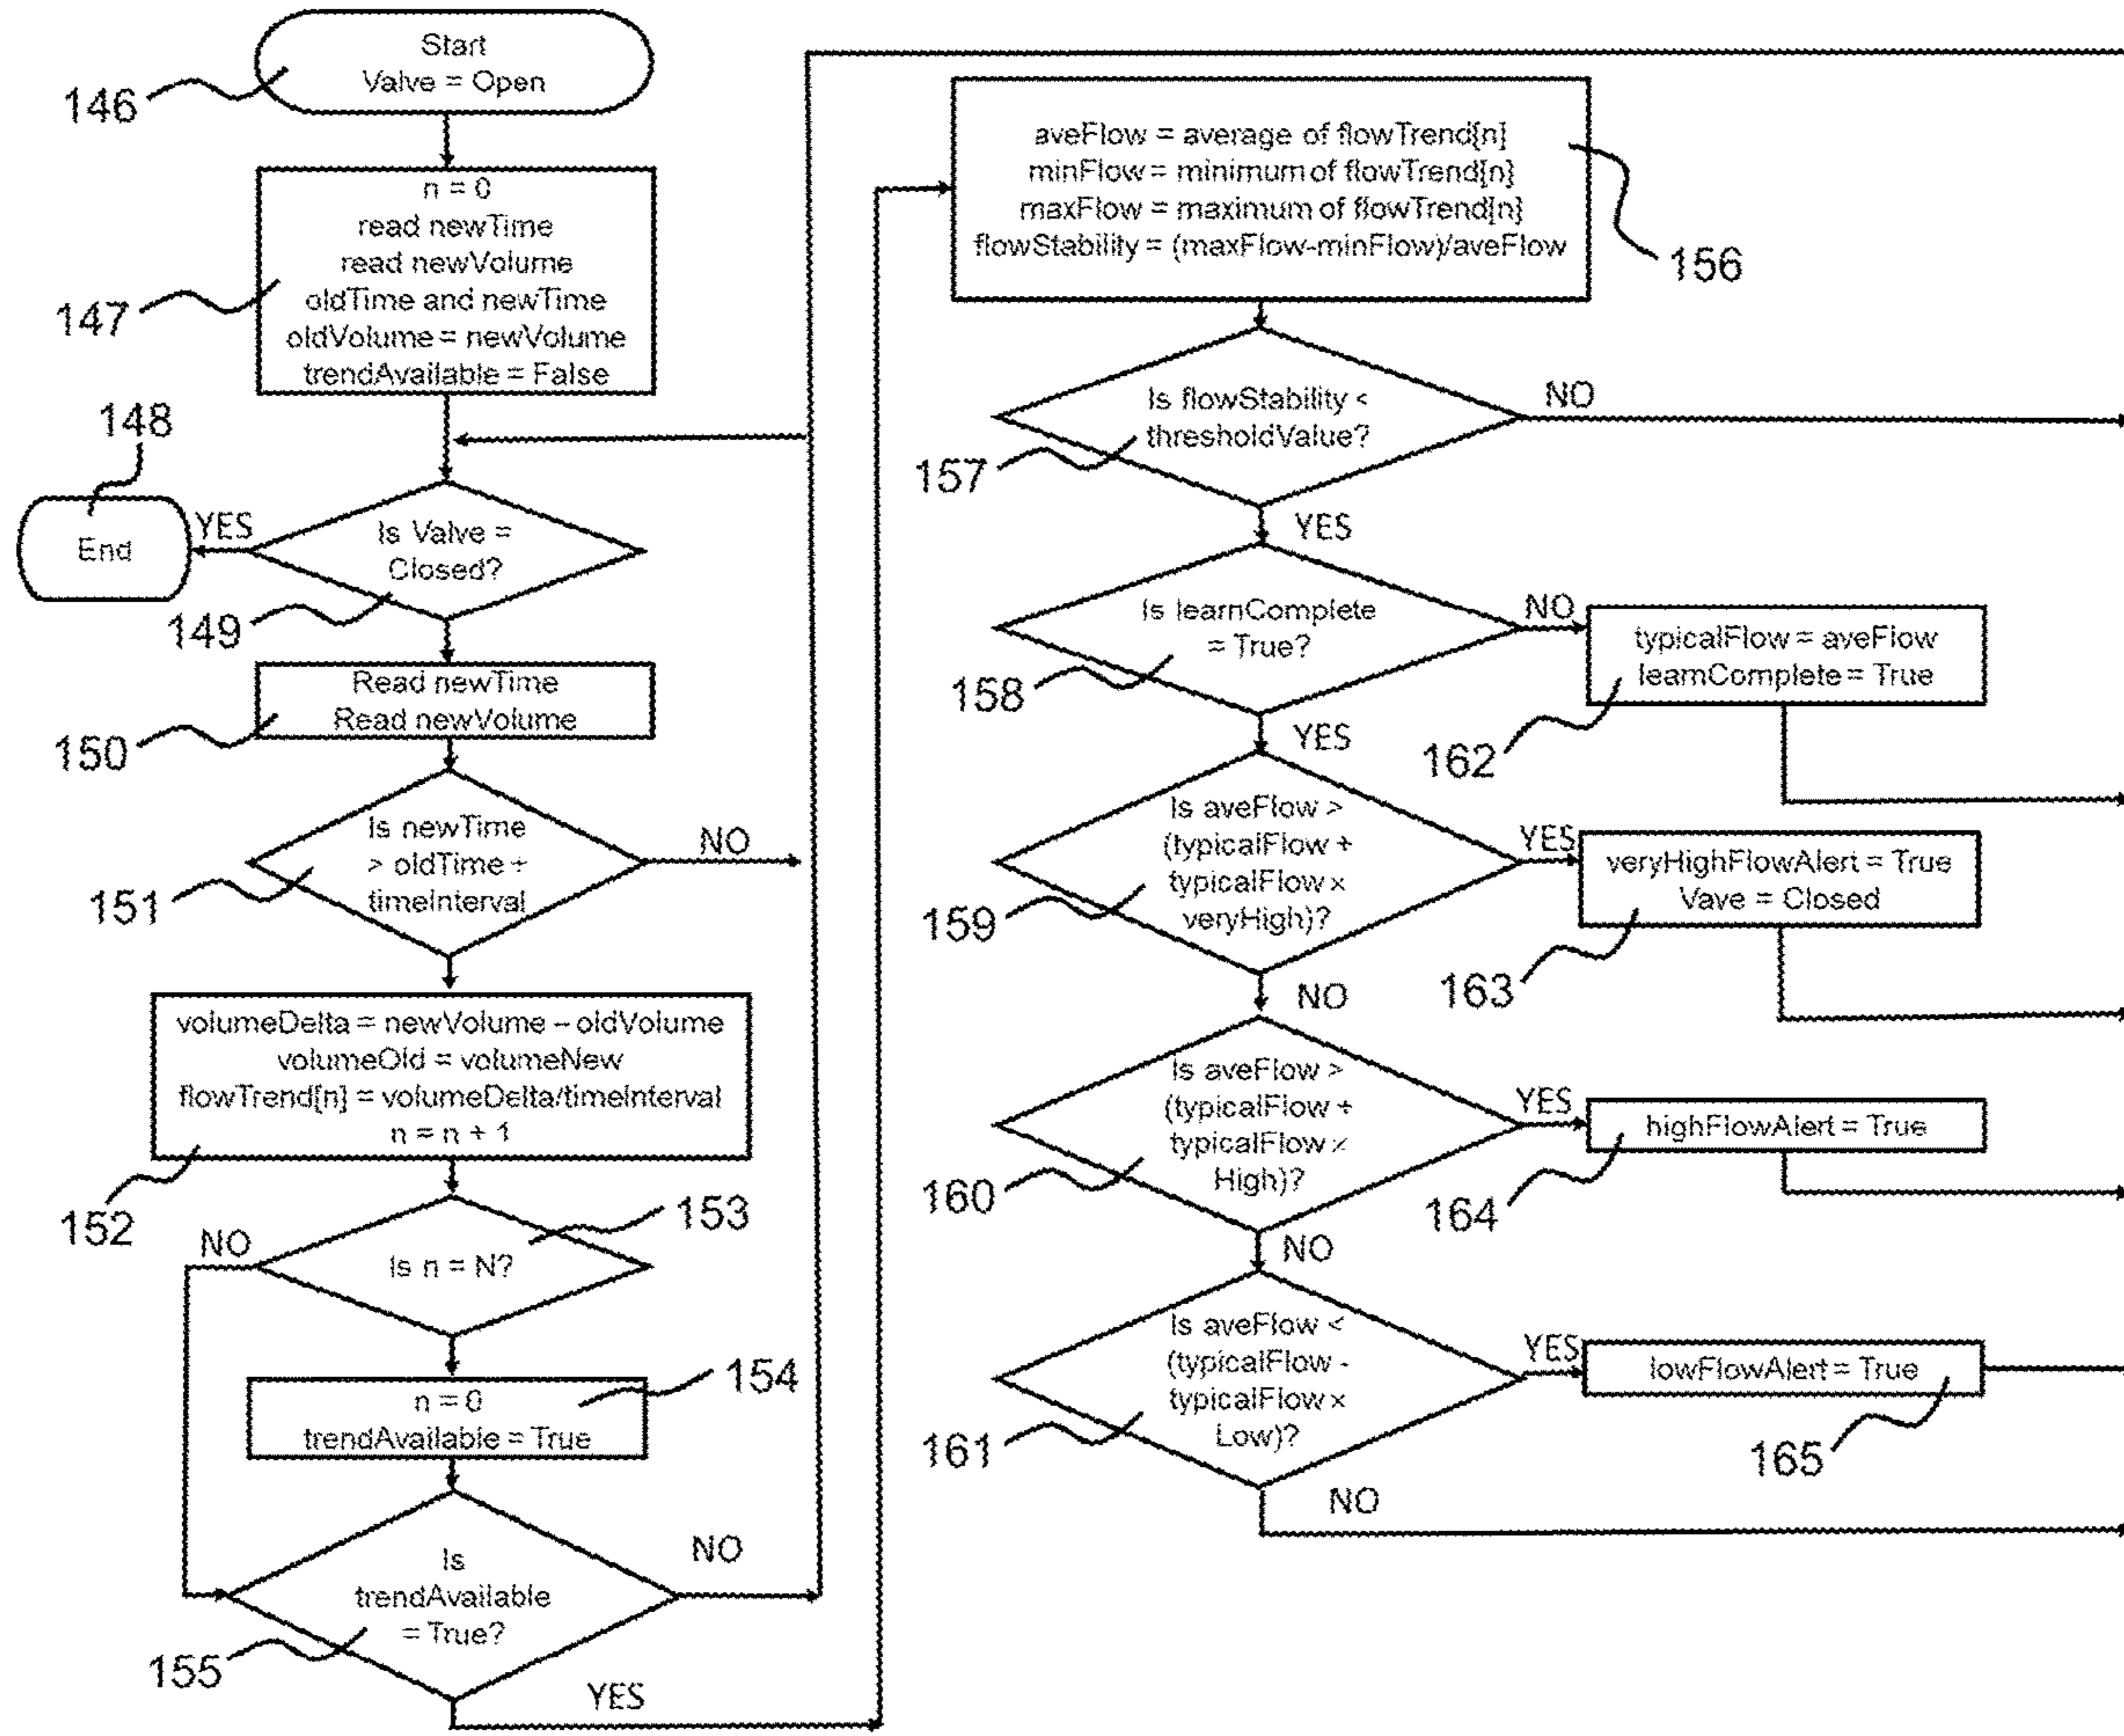 Start
Valve = Open
146
n = 0
read newTime
read newVolume
oldTime and newTime
oldVolume = newVolume
trendAvailable = False
147
148
End
YES
Is Valve =
Closed?
149
Read newTime
Read newVolume
150
Is newTime
> oldTime +
timeInterval
NO
151
volumeDelta = newVolume – oldVolume
volumeOld = volumeNew
flowTrend[n] = volumeDelta/timeInterval
n = n + 1
152
153
NO
Is n = N?
154
n = 0
trendAvailable = True
Is
trendAvailable
= True?
NO
155
YES
aveFlow = average of flowTrend[n]
minFlow = minimum of flowTrend[n]
maxFlow = maximum of flowTrend[n]
flowStability = (maxFlow-minFlow)/aveFlow
156
Is flowStability <
thresholdValue?
NO
157
YES
Is learnComplete
= True?
NO
158
typicalFlow = aveFlow
learnComplete = True
162
YES
Is aveFlow >
(typicalFlow +
typicalFlow ×
veryHigh)?
YES
159
veryHighFlowAlert = True
Vave = Closed
163
NO
Is aveFlow >
(typicalFlow +
typicalFlow ×
High)?
YES
160
highFlowAlert = True
164
NO
Is aveFlow <
(typicalFlow -
typicalFlow ×
Low)?
YES
161
lowFlowAlert = True
165
NO